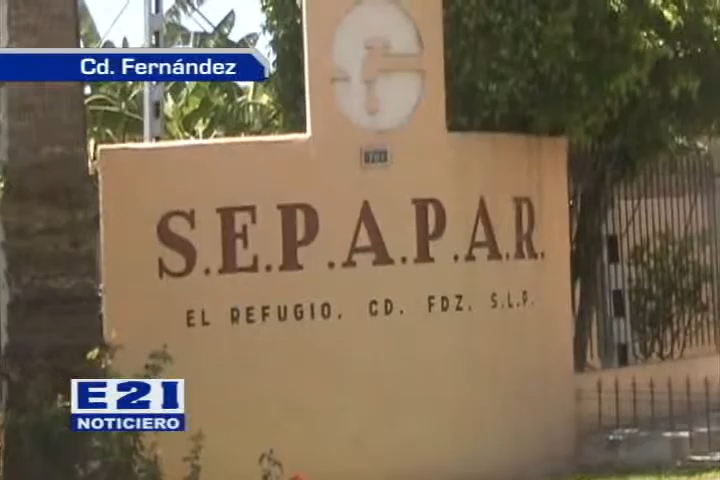 Cd. Fernández
S.E.P.A.P.A.R.
EL REFUGIO. CD. FDZ. S.L.P.
E21
NOTICIERO